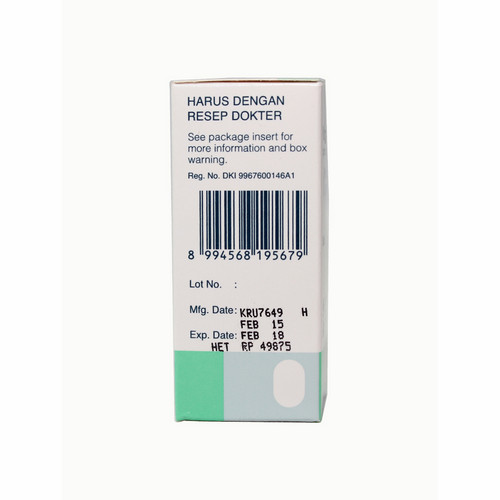 HARUS DENGAN
RESEP DOKTER
See package insert for
more information and box
warning.
Reg. No. DKI 9967600146A1
8 994568 195679
Lot No. :
Mfg. Date: KRU7649 H
FEB 15
Exp. Date: FEB 18
HET RP 49875